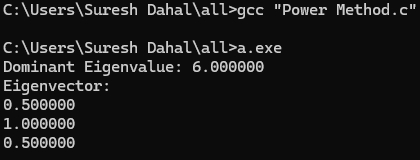 C:\Users\Suresh Dahal\all>gcc "Power Method.c"
C:\Users\Suresh Dahal\all>a.exe
Dominant Eigenvalue: 6.000000
Eigenvector:
0.500000
1.000000
0.500000